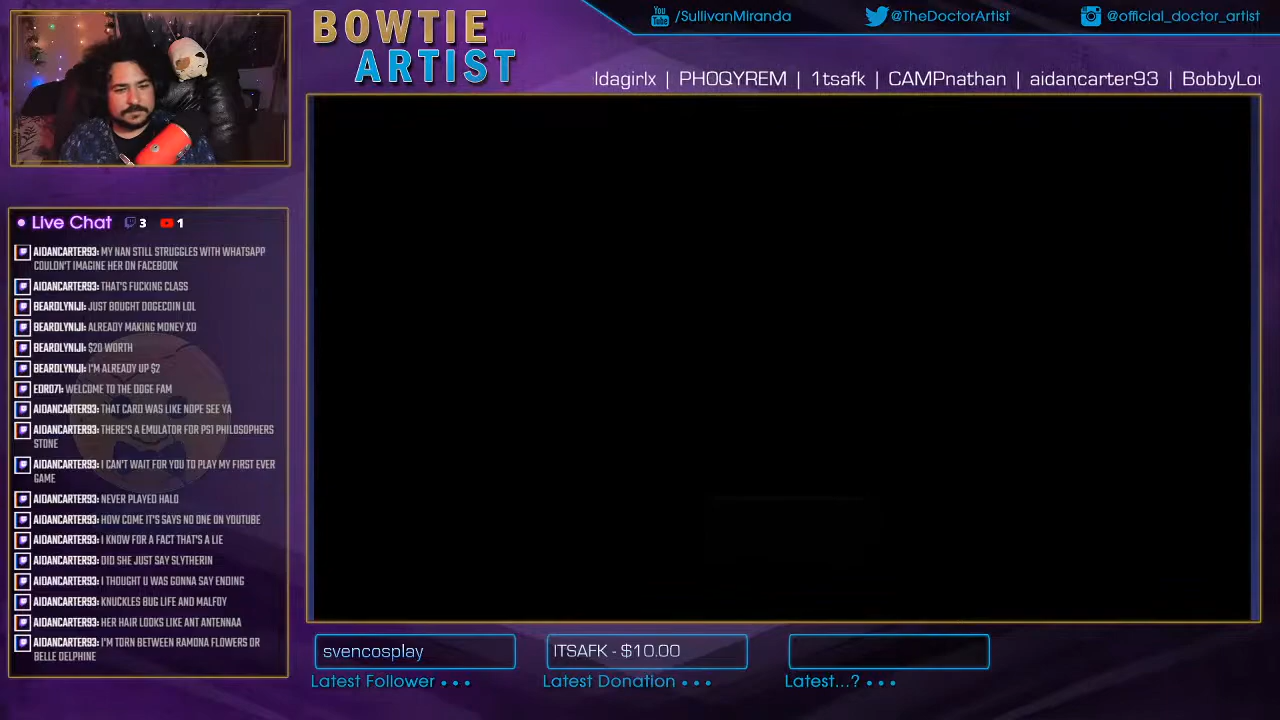 BOWTIE
ARTIST
/SullivanMiranda
@TheDoctorArtist
@official_doctor_artist
ldagirlx | PHOQYREM | 1tsafk | CAMPnathan | aidancarter93 | BobbyLou
Live Chat 3 1
AIDANCARTER93: MY NAN STILL STRUGGLES WITH WHATSAPP
COULDN'T IMAGINE HER ON FACEBOOK
AIDANCARTER93: THAT'S FUCKING CLASS
BEARDLYNIJI: JUST BOUGHT DOGECOIN LOL
BEARDLYNIJI: ALREADY MAKING MONEY XD
BEARDLYNIJI: $20 WORTH
BEARDLYNIJI: I'M ALREADY UP $2
EDRO71: WELCOME TO THE DOGE FAM
AIDANCARTER93: THAT CARD WAS LIKE NOPE SEE YA
AIDANCARTER93: THERE'S A EMULATOR FOR PS1 PHILOSOPHERS
STONE
AIDANCARTER93: I CAN'T WAIT FOR YOU TO PLAY MY FIRST EVER
GAME
AIDANCARTER93: NEVER PLAYED HALO
AIDANCARTER93: HOW COME IT'S SAYS NO ONE ON YOUTUBE
AIDANCARTER93: I KNOW FOR A FACT THAT'S A LIE
AIDANCARTER93: DID SHE JUST SAY SLYTHERIN
AIDANCARTER93: I THOUGHT U WAS GONNA SAY ENDING
AIDANCARTER93: KNUCKLES BUG LIFE AND MALFOY
AIDANCARTER93: HER HAIR LOOKS LIKE ANT ANTENNAA
AIDANCARTER93: I'M TORN BETWEEN RAMONA FLOWERS OR
BELLE DELPHINE
svencosplay
Latest Follower
ITSAFK - $10.00
Latest Donation
Latest...?